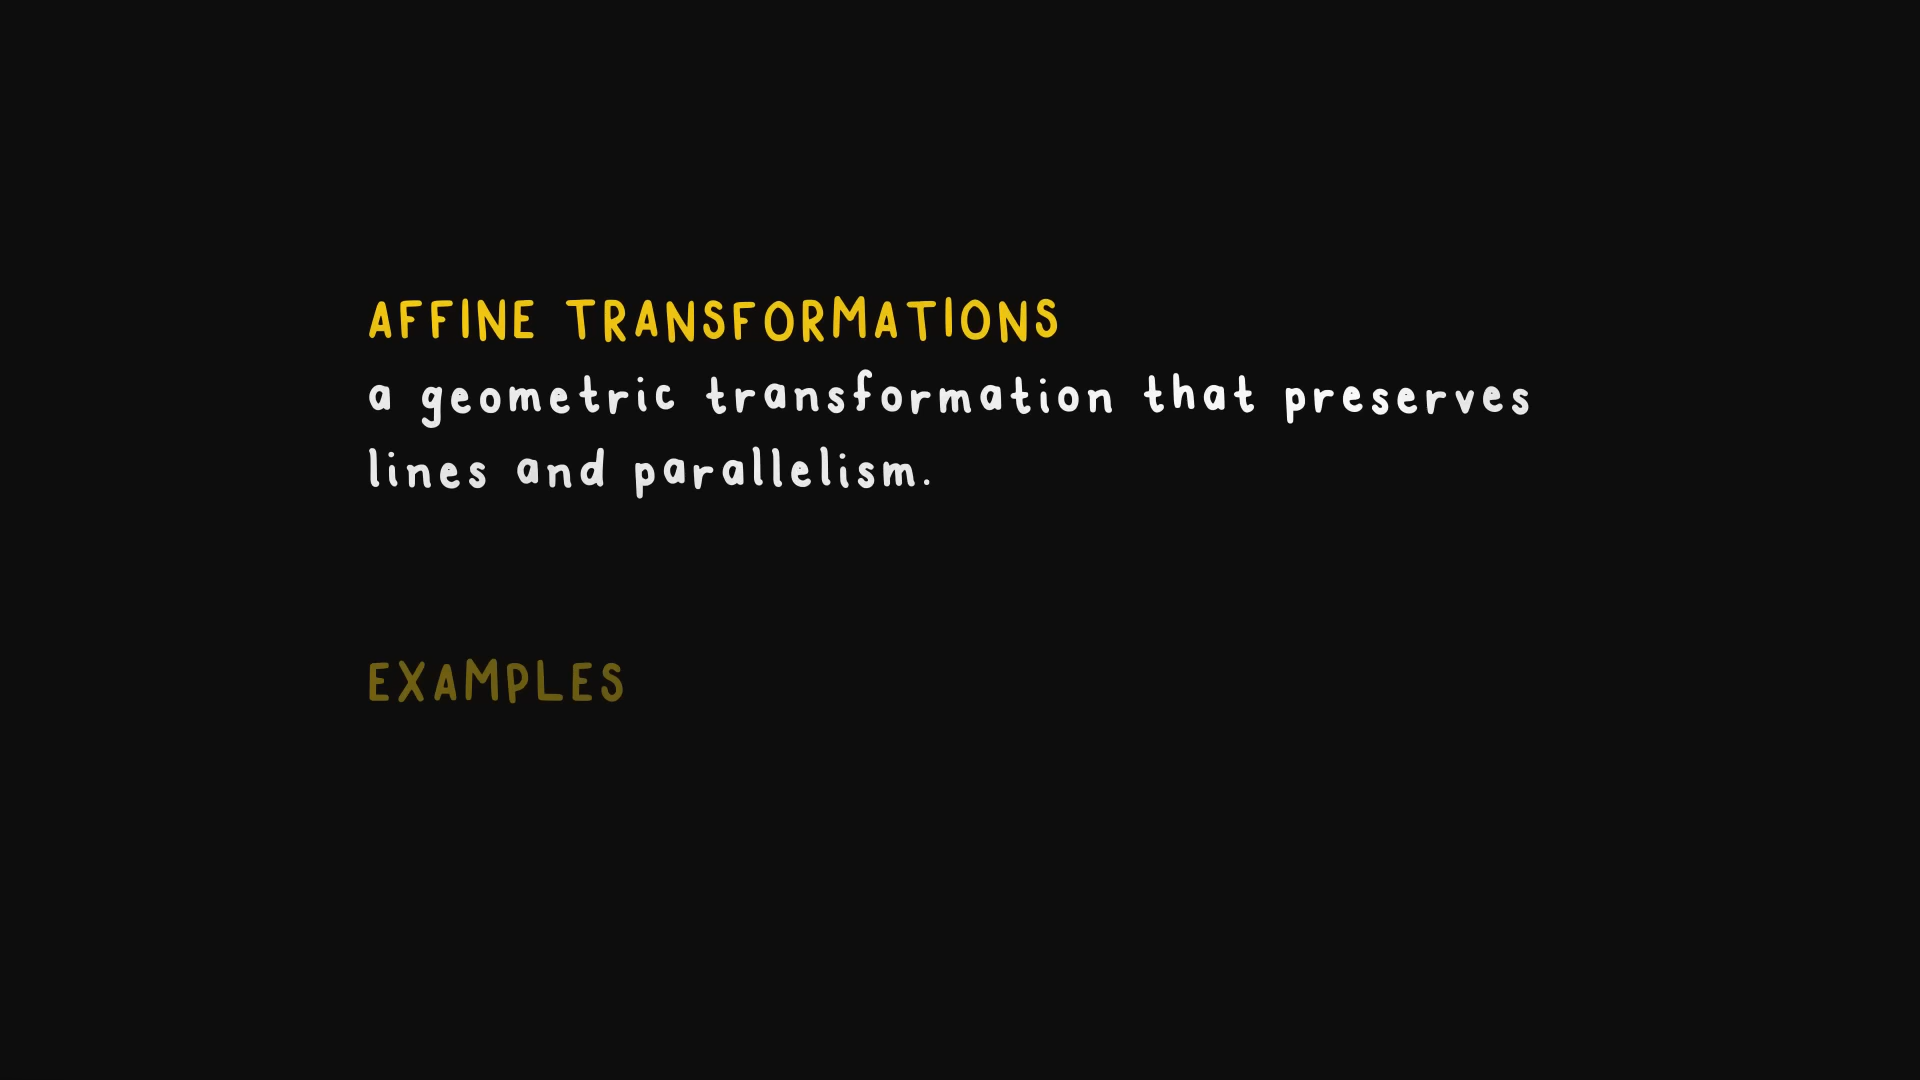 AFFINE TRANSFORMATIONS
a geometric transformation that preserves
lines and parallelism.
EXAMPLES